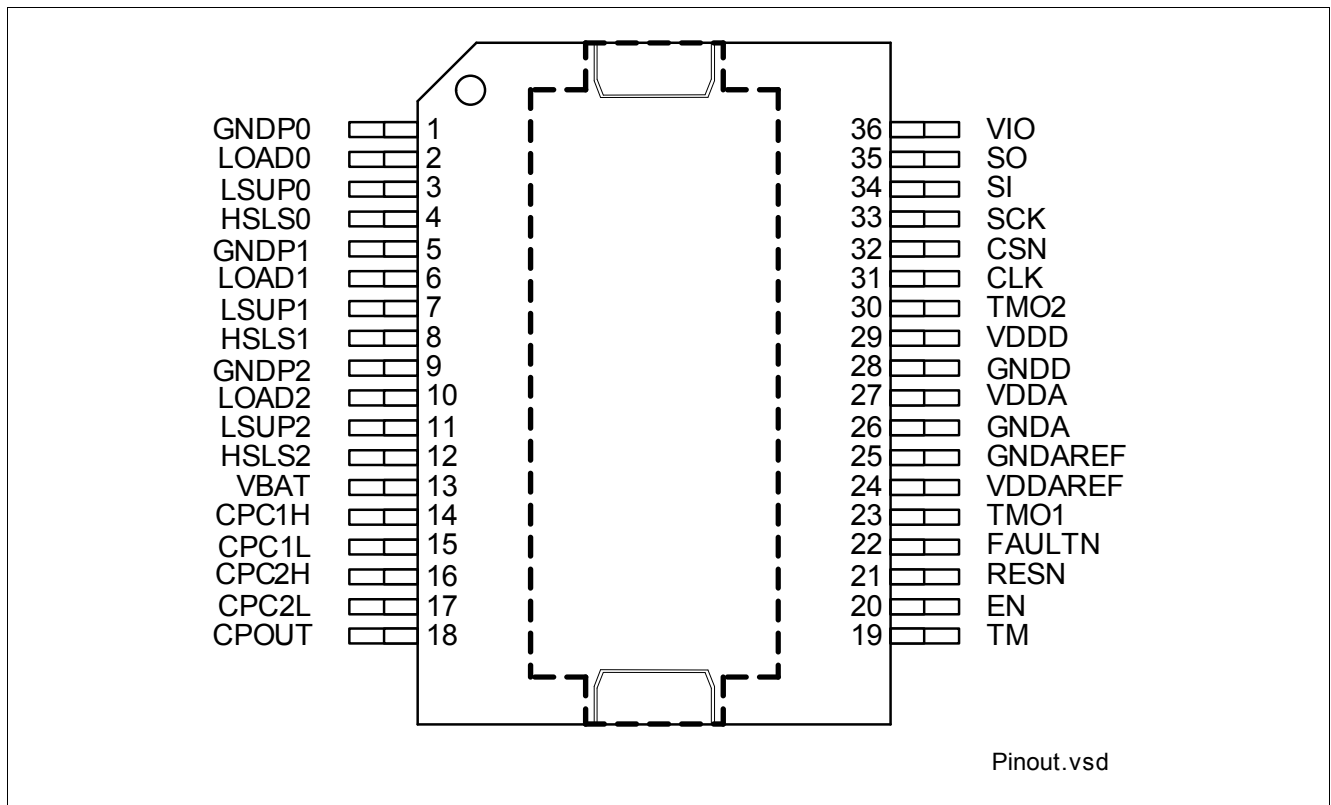 GNDP0 1 36 VIO
LOAD0 2 35 SO
LSUP0 3 34 SI
HSLS0 4 33 SCK
GNDP1 5 32 CSN
LOAD1 6 31 CLK
LSUP1 7 30 TMO2
HSLS1 8 29 VDDD
GNDP2 9 28 GNDD
LOAD2 10 27 VDDA
LSUP2 11 26 GNDA
HSLS2 12 25 GNDAREF
VBAT 13 24 VDDAREF
CPC1H 14 23 TMO1
CPC1L 15 22 FAULTN
CPC2H 16 21 RESN
CPC2L 17 20 EN
CPOUT 18 19 TM
Pinout.vsd